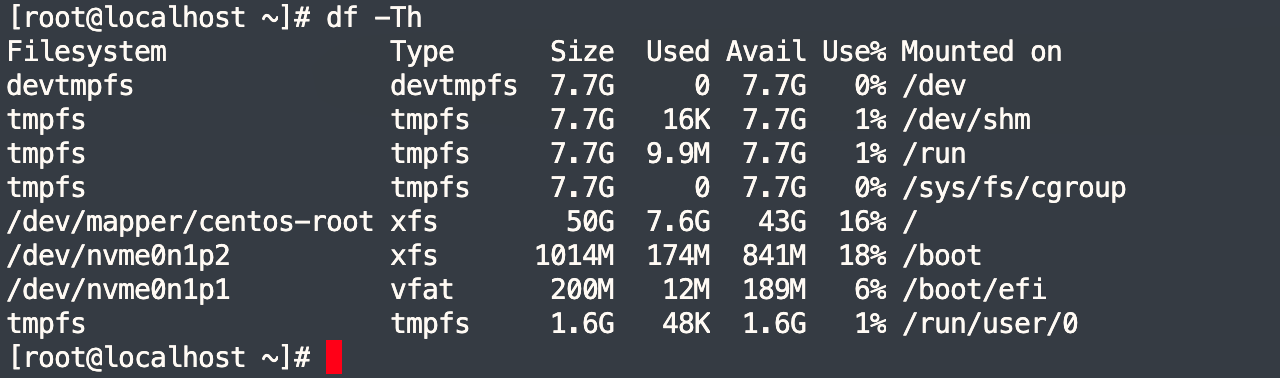 [root@localhost ~]# df -Th
Filesystem              Type      Size  Used Avail Use% Mounted on
devtmpfs                devtmpfs  7.7G     0  7.7G   0% /dev
tmpfs                   tmpfs     7.7G   16K  7.7G   1% /dev/shm
tmpfs                   tmpfs     7.7G  9.9M  7.7G   1% /run
tmpfs                   tmpfs     7.7G     0  7.7G   0% /sys/fs/cgroup
/dev/mapper/centos-root xfs        50G  7.6G   43G  16% /
/dev/nvme0n1p2          xfs      1014M  174M  841M  18% /boot
/dev/nvme0n1p1          vfat      200M   12M  189M   6% /boot/efi
tmpfs                   tmpfs     1.6G   48K  1.6G   1% /run/user/0
[root@localhost ~]#